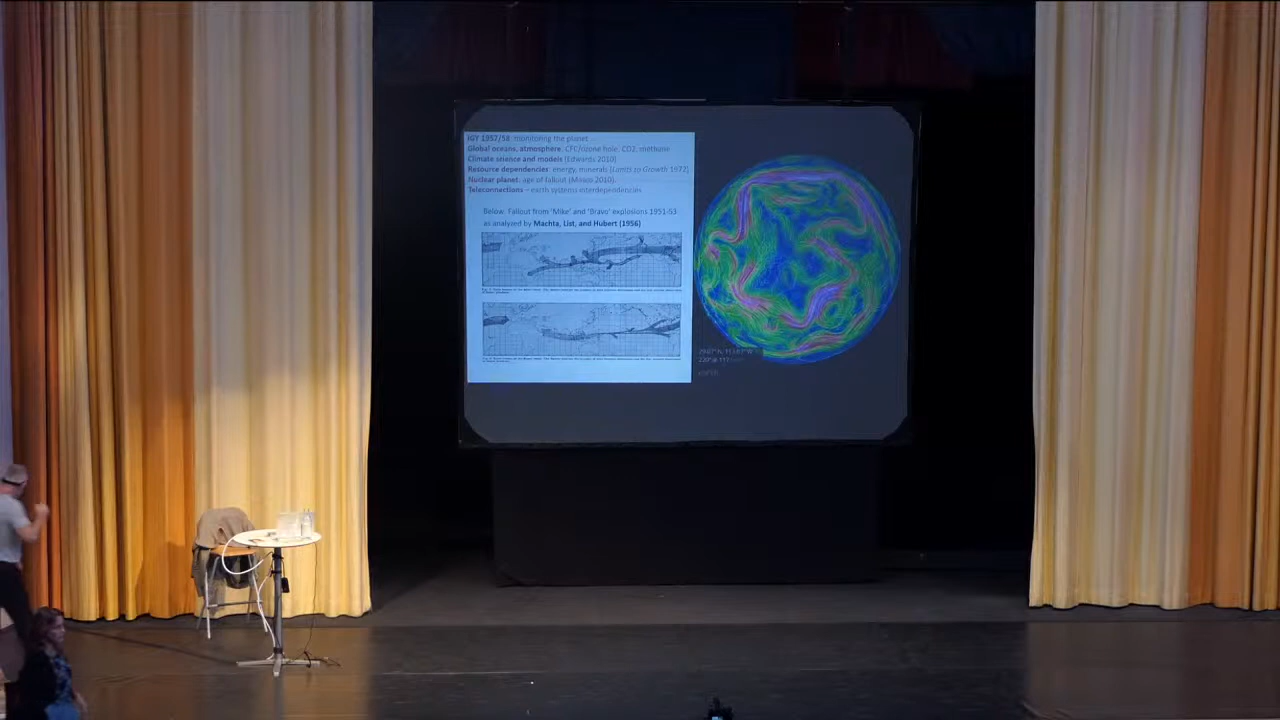 IGY 1957/58: monitoring the planet
Global oceans, atmosphere, CFC/ozone hole, CO2, methane
Climate science and models (Edwards 2010)
Resource dependencies: energy, minerals (Limits to Growth 1972)
Nuclear planet: age of fallout (Masco 2010).
Teleconnections – earth systems interdependencies
Below: Fallout from 'Mike' and 'Bravo' explosions 1951-53
as analyzed by Machta, List, and Hubert (1956)